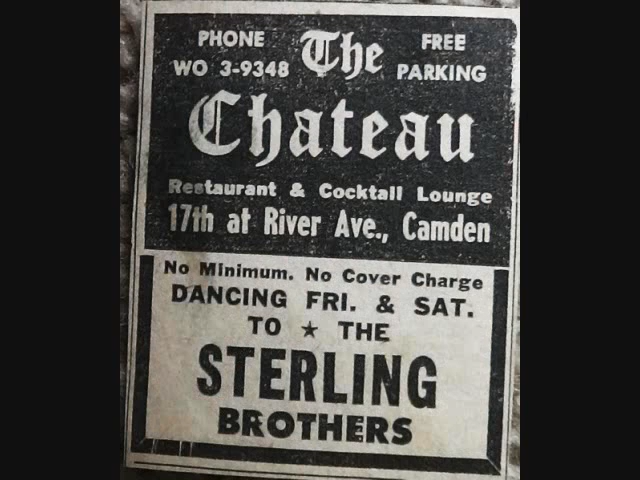 PHONE The FREE
WO 3-9348 PARKING
Chateau
Restaurant & Cocktail Lounge
17th at River Ave., Camden
No Minimum. No Cover Charge
DANCING FRI. & SAT.
TO ★ THE
STERLING
BROTHERS